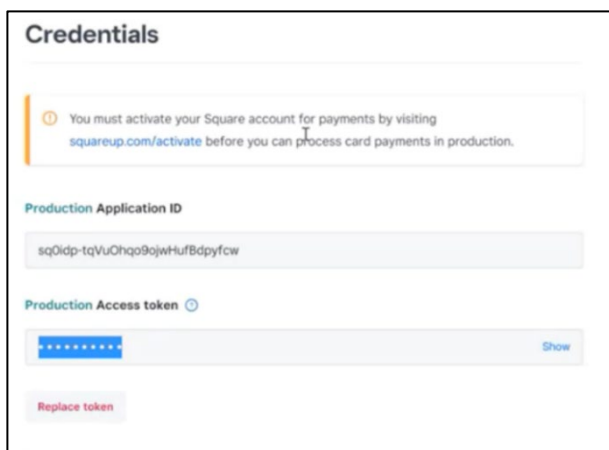 Credentials
You must activate your Square account for payments by visiting
squareup.com/activate before you can process card payments in production.
Production Application ID
sq0idp-tqVuOhqo9ojwHufBdpyfcw
Production Access token
••••••••••
Show
Replace token